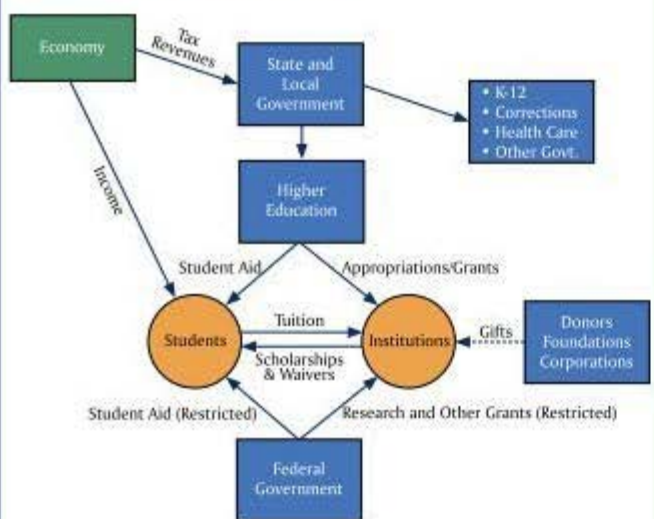 Economy
Tax
Revenues
State and
Local
Government
• K-12
• Corrections
• Health Care
• Other Govt.
Income
Higher
Education
Student Aid
Appropriations/Grants
Students
Tuition
Institutions
Scholarships
& Waivers
Gifts
Donors
Foundations
Corporations
Student Aid (Restricted)
Research and Other Grants (Restricted)
Federal
Government